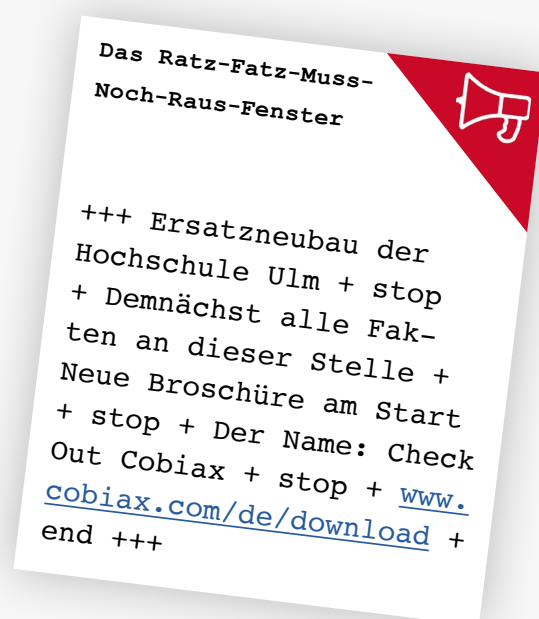 Das Ratz-Fatz-Muss-
Noch-Raus-Fenster
+++ Ersatzneubau der
Hochschule Ulm + stop
+ Demnächst alle Fak-
ten an dieser Stelle +
Neue Broschüre am Start
+ stop + Der Name: Check
Out Cobiax + stop + www.
cobiax.com/de/download +
end +++